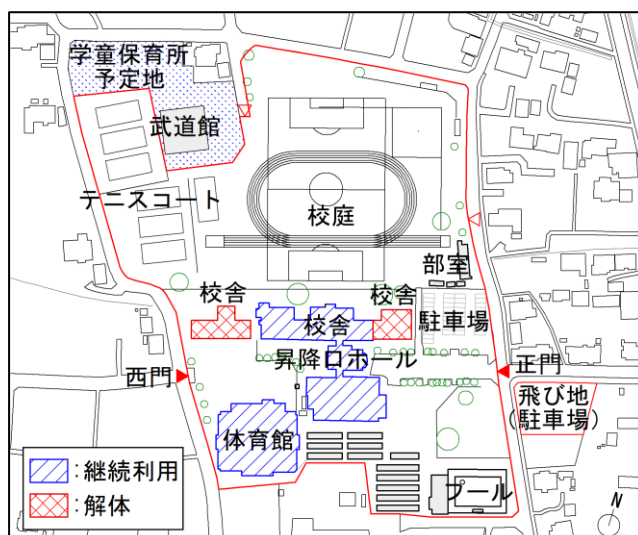 学童保育所
予定地
武道館
テニスコート
校庭
部室
校舎
校舎
校舎
駐車場
昇降口ホール
西門
正門
飛び地
(駐車場)
体育館
プール
:継続利用
:解体
N